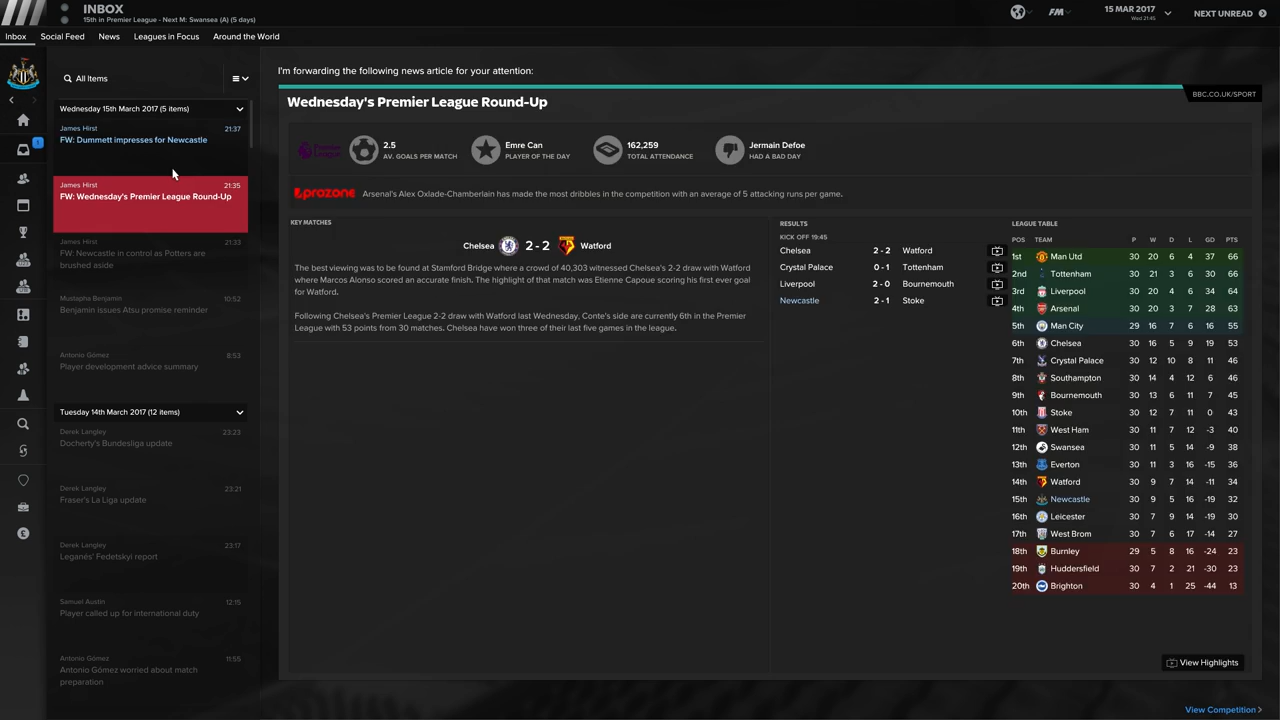 INBOX
15th in Premier League - Next M: Swansea (A) (5 days)
FM
15 MAR 2017
Wed 21:45
NEXT UNREAD
Inbox Social Feed News Leagues in Focus Around the World
All Items
Wednesday 15th March 2017 (5 items)
James Hirst 21:37
FW: Dummett impresses for Newcastle
James Hirst 21:35
FW: Wednesday's Premier League Round-Up
James Hirst 21:33
FW: Newcastle in control as Potters are
brushed aside
Mustapha Benjamin 10:52
Benjamin issues Atsu promise reminder
Antonio Gómez 8:53
Player development advice summary
Tuesday 14th March 2017 (12 items)
Derek Langley 23:23
Docherty's Bundesliga update
Derek Langley 23:21
Fraser's La Liga update
Derek Langley 23:17
Leganés' Fedetskyi report
Samuel Austin 12:15
Player called up for international duty
Antonio Gómez 11:55
Antonio Gómez worried about match
preparation
1
I'm forwarding the following news article for your attention:
BBC.CO.UK/SPORT
Wednesday's Premier League Round-Up
Premier League
2.5
AV. GOALS PER MATCH
Emre Can
PLAYER OF THE DAY
162,259
TOTAL ATTENDANCE
Jermain Defoe
HAD A BAD DAY
prozone Arsenal's Alex Oxlade-Chamberlain has made the most dribbles in the competition with an average of 5 attacking runs per game.
KEY MATCHES
Chelsea 2 - 2 Watford
The best viewing was to be found at Stamford Bridge where a crowd of 40,303 witnessed Chelsea's 2-2 draw with Watford
where Marcos Alonso scored an accurate finish. The highlight of that match was Etienne Capoue scoring his first ever goal
for Watford.
Following Chelsea's Premier League 2-2 draw with Watford last Wednesday, Conte's side are currently 6th in the Premier
League with 53 points from 30 matches. Chelsea have won three of their last five games in the league.
RESULTS
KICK OFF 19:45
Chelsea 2 - 2 Watford
Crystal Palace 0 - 1 Tottenham
Liverpool 2 - 0 Bournemouth
Newcastle 2 - 1 Stoke
LEAGUE TABLE
POS TEAM P W D L GD PTS
1st Man Utd 30 20 6 4 37 66
2nd Tottenham 30 21 3 6 30 66
3rd Liverpool 30 20 4 6 34 64
4th Arsenal 30 20 3 7 28 63
5th Man City 29 16 7 6 16 55
6th Chelsea 30 16 5 9 19 53
7th Crystal Palace 30 12 10 8 11 46
8th Southampton 30 14 4 12 6 46
9th Bournemouth 30 13 6 11 7 45
10th Stoke 30 12 7 11 0 43
11th West Ham 30 11 7 12 -3 40
12th Swansea 30 11 5 14 -9 38
13th Everton 30 11 3 16 -15 36
14th Watford 30 9 7 14 -11 34
15th Newcastle 30 9 5 16 -19 32
16th Leicester 30 7 9 14 -19 30
17th West Brom 30 7 6 17 -14 27
18th Burnley 29 5 8 16 -24 23
19th Huddersfield 30 7 2 21 -30 23
20th Brighton 30 4 1 25 -44 13
View Highlights
View Competition >